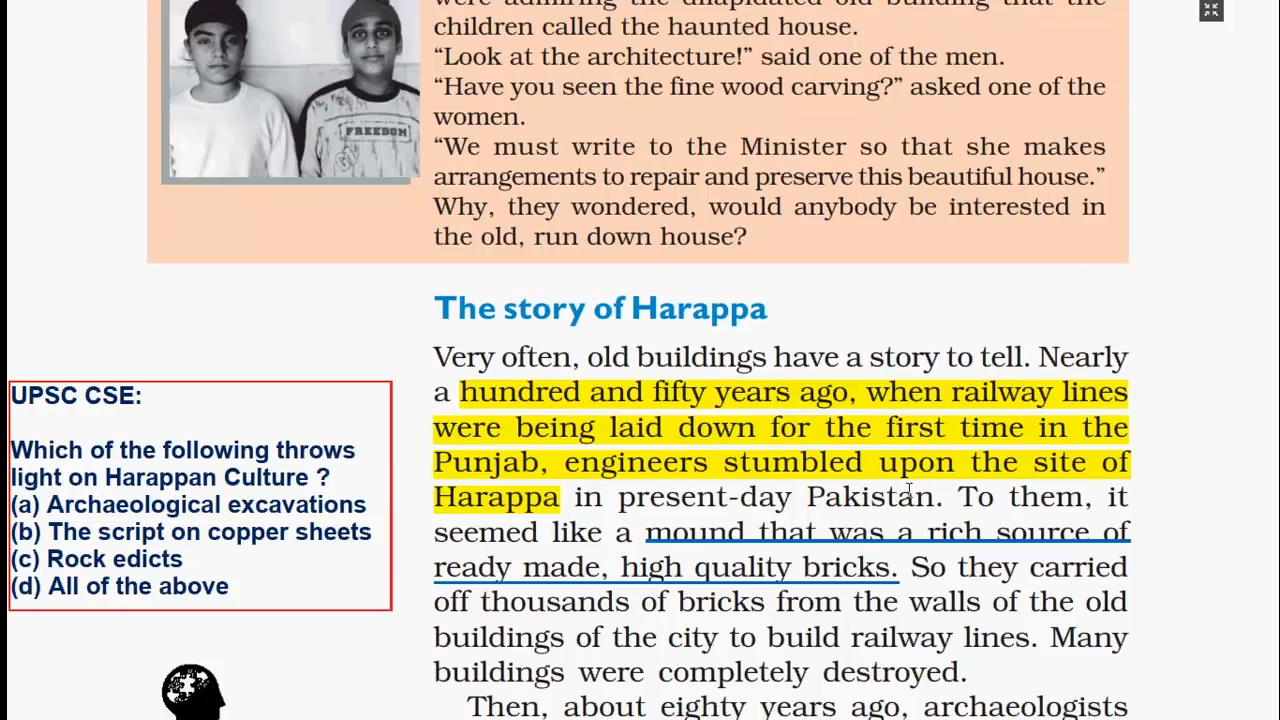 were admiring the dilapidated old building that the
children called the haunted house.
“Look at the architecture!” said one of the men.
“Have you seen the fine wood carving?” asked one of the
women.
“We must write to the Minister so that she makes
arrangements to repair and preserve this beautiful house.”
Why, they wondered, would anybody be interested in
the old, run down house?
FREEDOM
The story of Harappa
Very often, old buildings have a story to tell. Nearly
a hundred and fifty years ago, when railway lines
were being laid down for the first time in the
Punjab, engineers stumbled upon the site of
Harappa in present-day Pakistan. To them, it
seemed like a mound that was a rich source of
ready made, high quality bricks. So they carried
off thousands of bricks from the walls of the old
buildings of the city to build railway lines. Many
buildings were completely destroyed.
Then, about eighty years ago, archaeologists
UPSC CSE:
Which of the following throws
light on Harappan Culture ?
(a) Archaeological excavations
(b) The script on copper sheets
(c) Rock edicts
(d) All of the above